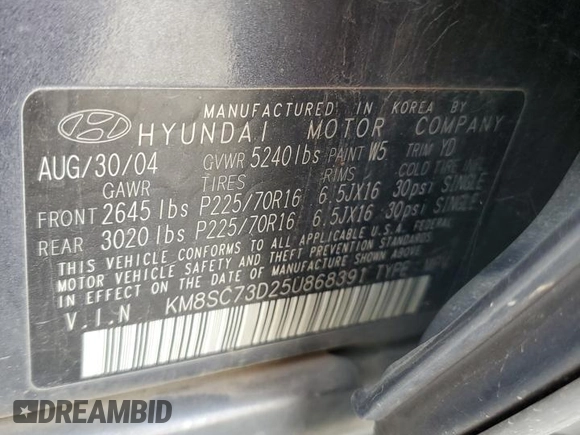 MANUFACTURED IN KOREA BY
HYUNDAI MOTOR COMPANY
AUG/30/04 GVWR 5240lbs PAINT W5 TRIM YD
GAWR TIRES RIMS COLD TIRE
FRONT 2645 lbs P225/70R16 6.5JX16 30psi SINGLE
REAR 3020 lbs P225/70R16 6.5JX16 30psi SINGLE
THIS VEHICLE CONFORMS TO ALL APPLICABLE U.S.A. FEDERAL
MOTOR VEHICLE SAFETY AND THEFT PREVENTION STANDARDS
IN EFFECT ON THE DATE OF MANUFACTURE SHOWN ABOVE.
V.I.N KM8SC73D25U868391 TYPE
DREAMBID